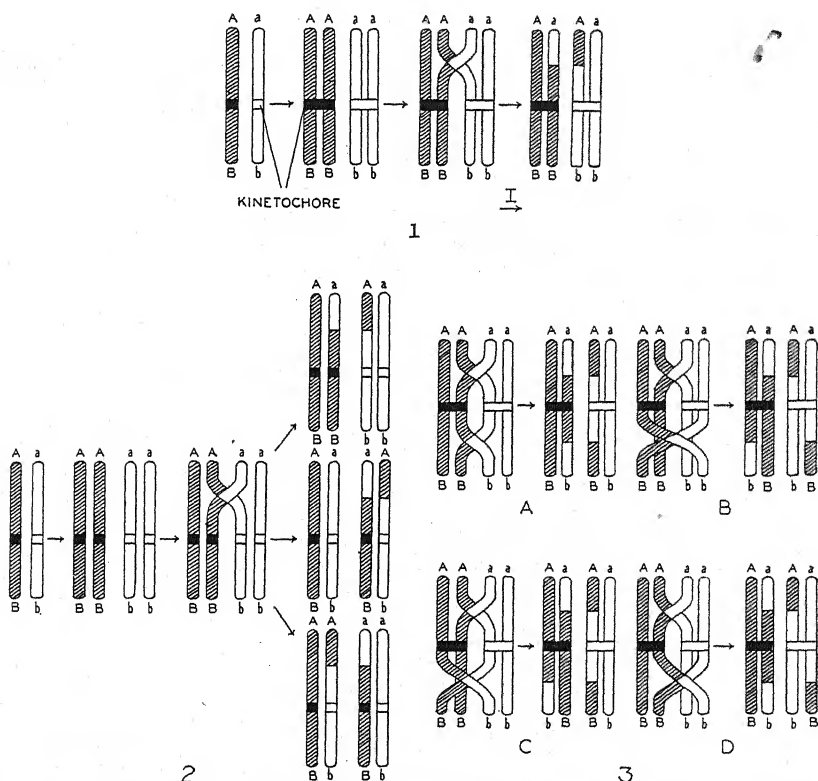 A a A A a a A A a a A a A a
B b B B b b B B b b B B b b
KINETOCHORE
I
1
A a A a
B B b b
A a A A a a A A a a A a a A
B b B B b b B B b b B b B b
A A a a
B b B b
2
A A a a A a A a A A a a A a A a
B B b b B b B b B B b b b B b B
A B
A A a a A a A a A A a a A a A a
B B b b b B B b B B b b B b b B
C D
3